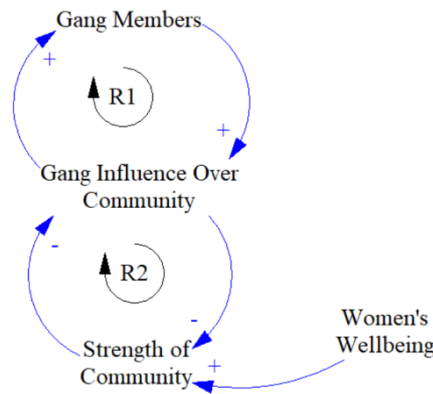 Gang Members
+
R1
+
Gang Influence Over
Community
-
R2
-
Women's
Wellbeing
Strength of
Community
+